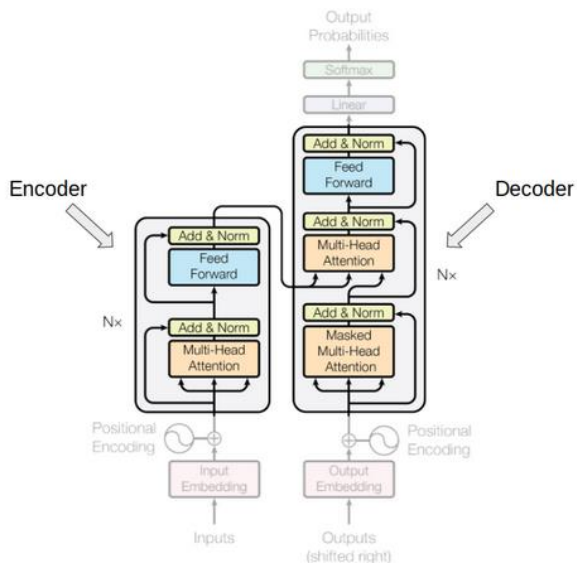 Output
Probabilities
Softmax
Linear
Add & Norm
Feed
Forward
Add & Norm
Multi-Head
Attention
Add & Norm
Masked
Multi-Head
Attention
Encoder
Decoder
Add & Norm
Feed
Forward
Add & Norm
Multi-Head
Attention
N×
N×
Positional
Encoding
Positional
Encoding
Input
Embedding
Output
Embedding
Inputs
Outputs
(shifted right)